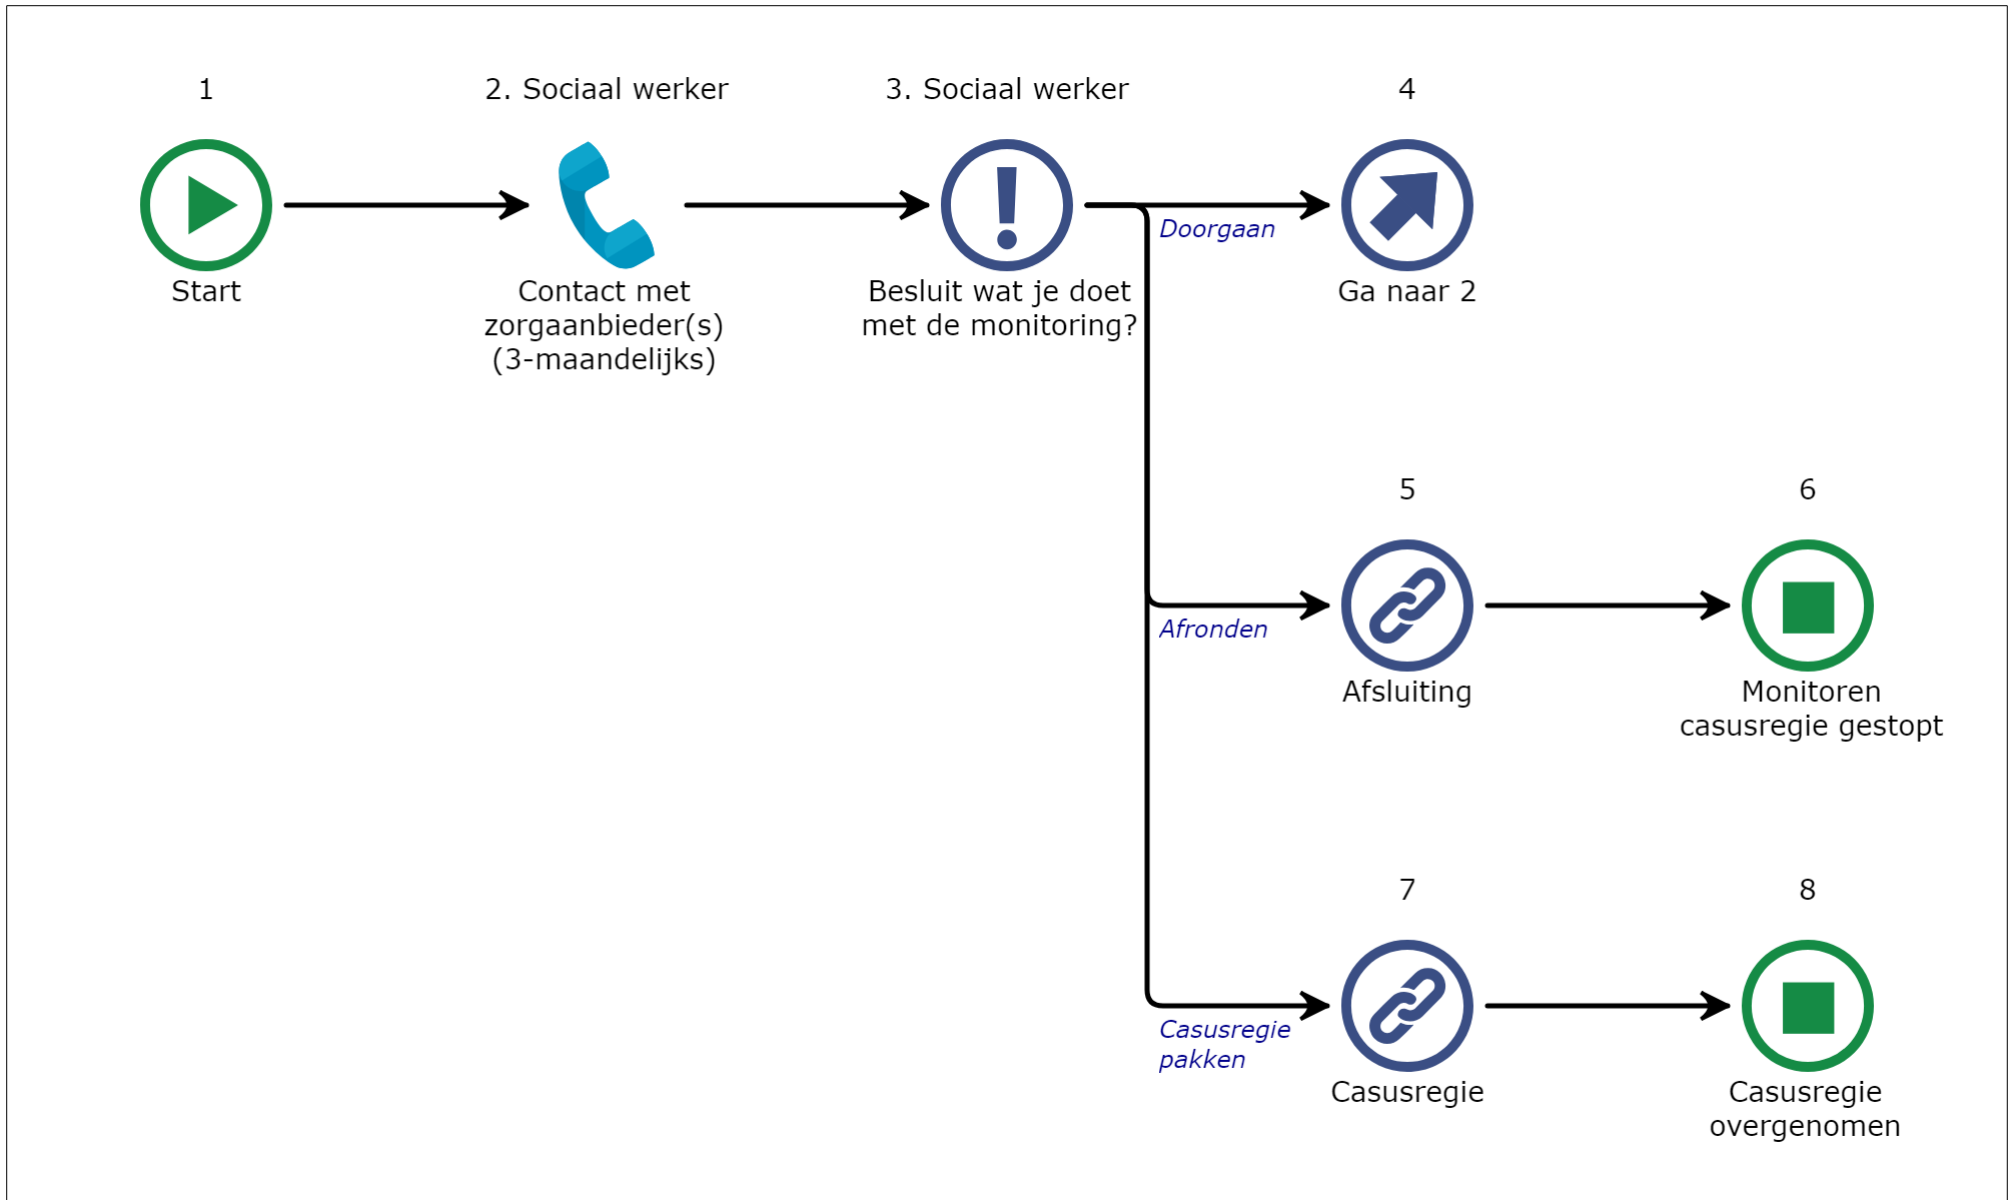 1
2. Sociaal werker
3. Sociaal werker
4
Start
Contact met
zorgaanbieder(s)
(3-maandelijks)
Besluit wat je doet
met de monitoring?
Doorgaan
Ga naar 2
5
6
Afronden
Afsluiting
Monitoren
casusregie gestopt
7
8
Casusregie
pakken
Casusregie
Casusregie
overgenomen